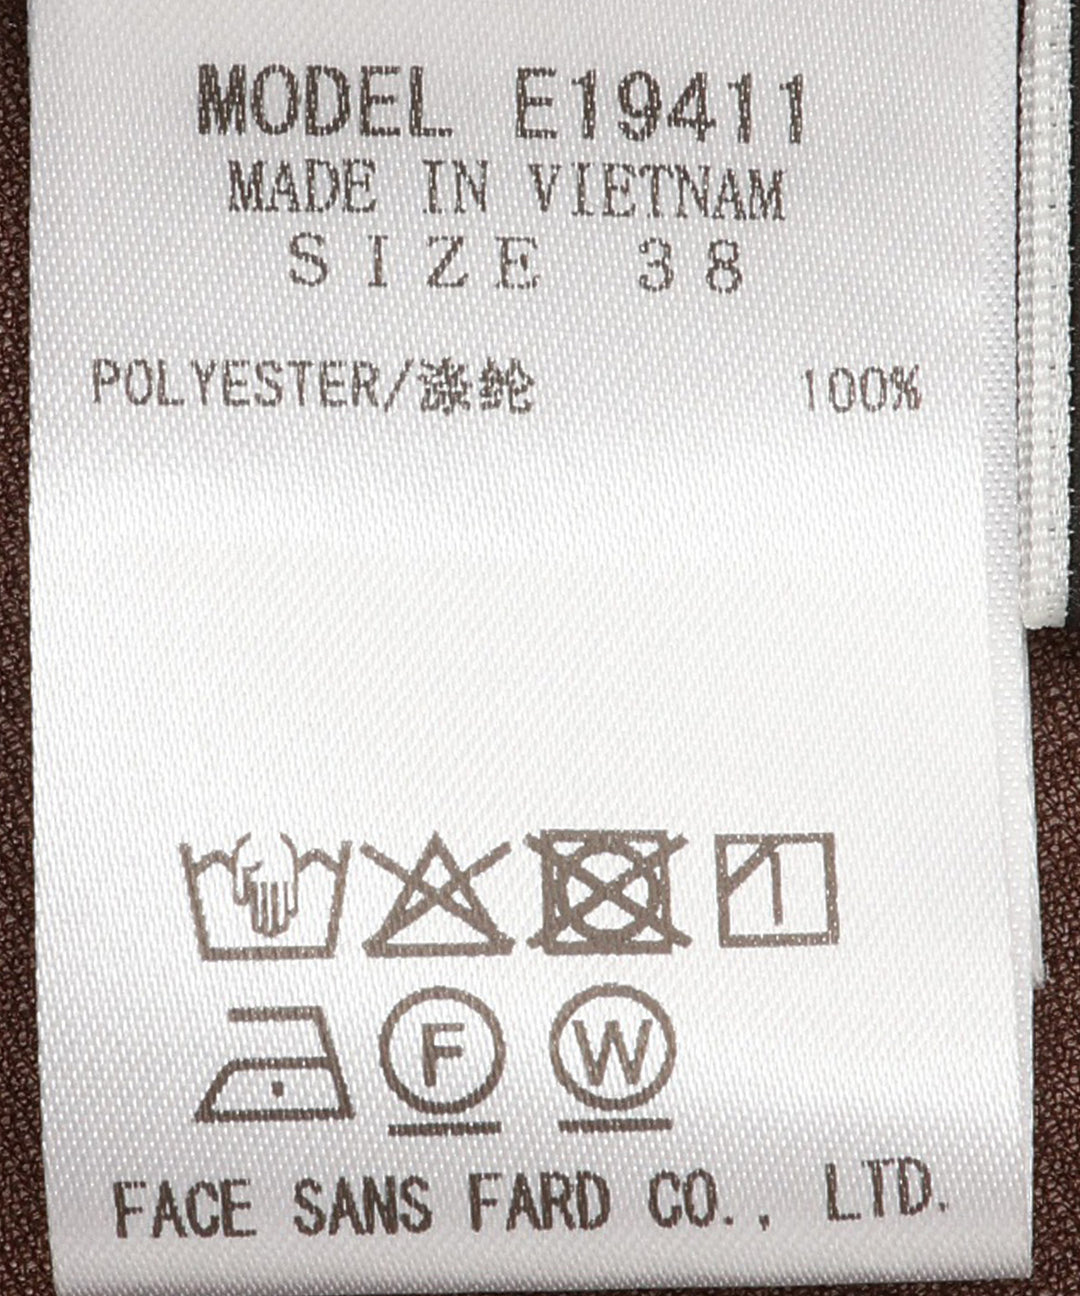 MODEL E19411
MADE IN VIETNAM
SIZE 38
POLYESTER/涤纶 100%
F W
FACE SANS FARD CO., LTD.